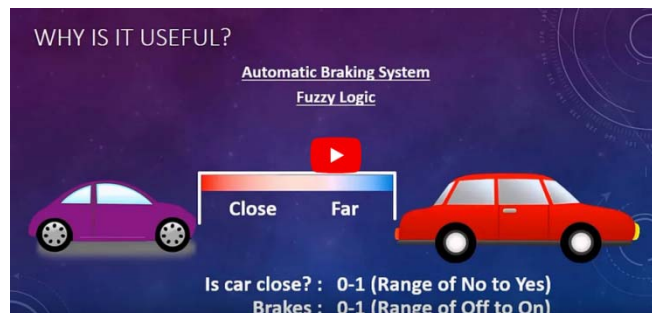 WHY IS IT USEFUL?
Automatic Braking System
Fuzzy Logic
Close Far
Is car close? : 0-1 (Range of No to Yes)
Brakes : 0-1 (Range of Off to On)